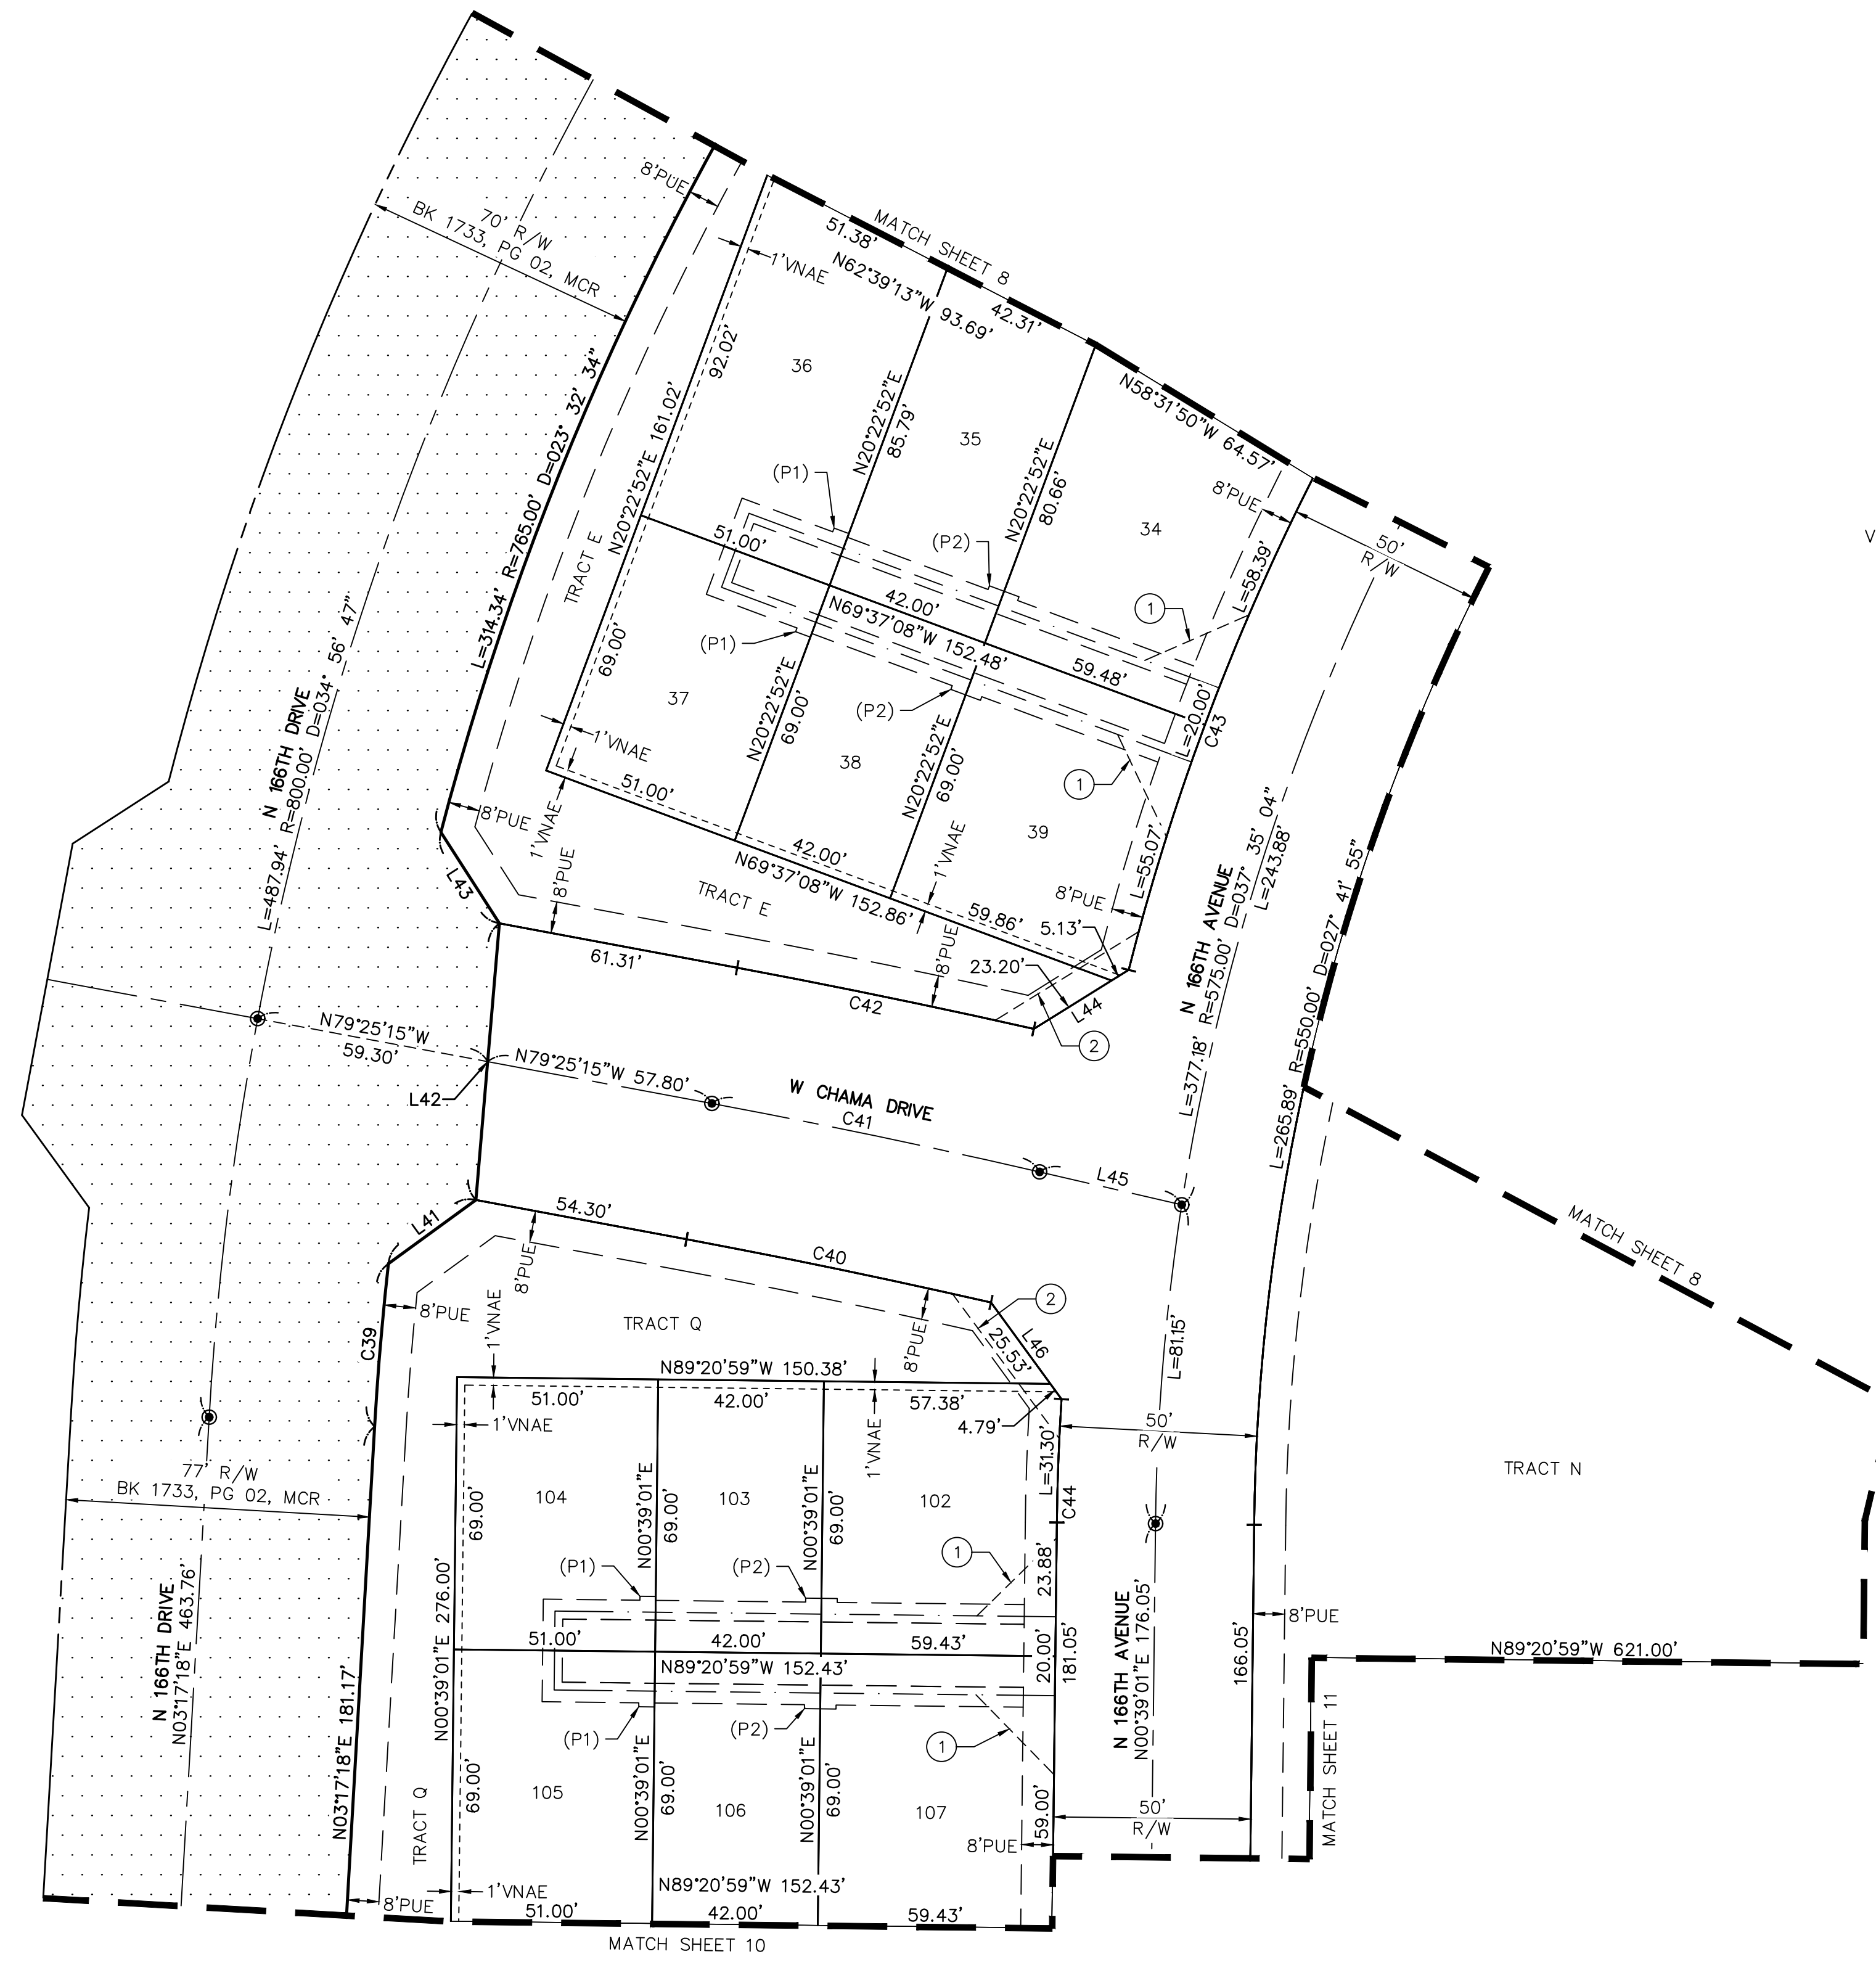 MATCH SHEET 8
51.38'
N62°39'13"W 93.69'
42.31'
N58°31'50"W 64.57'
8'PUE
70' R/W
BK 1733, PG 02, MCR
1'VNAE
92.02'
36
N20°22'52"E 161.02'
N20°22'52"E
85.79'
35
N20°22'52"E
80.66'
34
8'PUE
50'
R/W
V
L=58.39'
(P1)
(P2)
1
L=314.34' R=765.00' D=023° 32' 34"
TRACT E
51.00'
42.00'
N69°37'08"W 152.48'
59.48'
(P1)
(P2)
69.00'
37
N20°22'52"E
69.00'
38
N20°22'52"E
69.00'
39
L=20.00'
C43
1
L=55.07'
N 166TH DRIVE
L=487.94' R=800.00' D=034° 56' 47"
1'VNAE
51.00'
8'PUE
1'VNAE
8'PUE
42.00'
N69°37'08"W 152.86'
1'VNAE
59.86'
8'PUE
5.13'
23.20'
8'PUE
L43
TRACT E
61.31'
C42
L44
2
N 166TH AVENUE
L=377.18' R=575.00' D=037° 35' 04"
L=243.88'
L=265.89' R=550.00' D=027° 41' 55"
N79°25'15"W
59.30'
N79°25'15"W 57.80'
L42
W CHAMA DRIVE
C41
L45
MATCH SHEET 8
L41
54.30'
C40
8'PUE
8'PUE
1'VNAE
TRACT Q
8'PUE
2
L46
25.53'
C39
L=81.15'
N89°20'59"W 150.38'
51.00'
42.00'
57.38'
1'VNAE
1'VNAE
4.79'
L=31.30'
50'
R/W
TRACT N
77' R/W
BK 1733, PG 02, MCR
104
69.00'
N00°39'01"E
69.00'
103
N00°39'01"E
69.00'
102
C44
1
23.88'
(P1)
(P2)
N00°39'01"E 276.00'
51.00'
42.00'
59.43'
N89°20'59"W 152.43'
20.00'
181.05'
(P1)
(P2)
1
N 166TH AVENUE
N00°39'01"E 176.05'
166.05'
8'PUE
N89°20'59"W 621.00'
MATCH SHEET 11
N 166TH DRIVE
N03°17'18"E 463.76'
N03°17'18"E 181.17'
TRACT Q
69.00'
105
N00°39'01"E
69.00'
106
N00°39'01"E
69.00'
107
59.00'
50'
R/W
8'PUE
8'PUE
1'VNAE
N89°20'59"W 152.43'
51.00'
42.00'
59.43'
MATCH SHEET 10